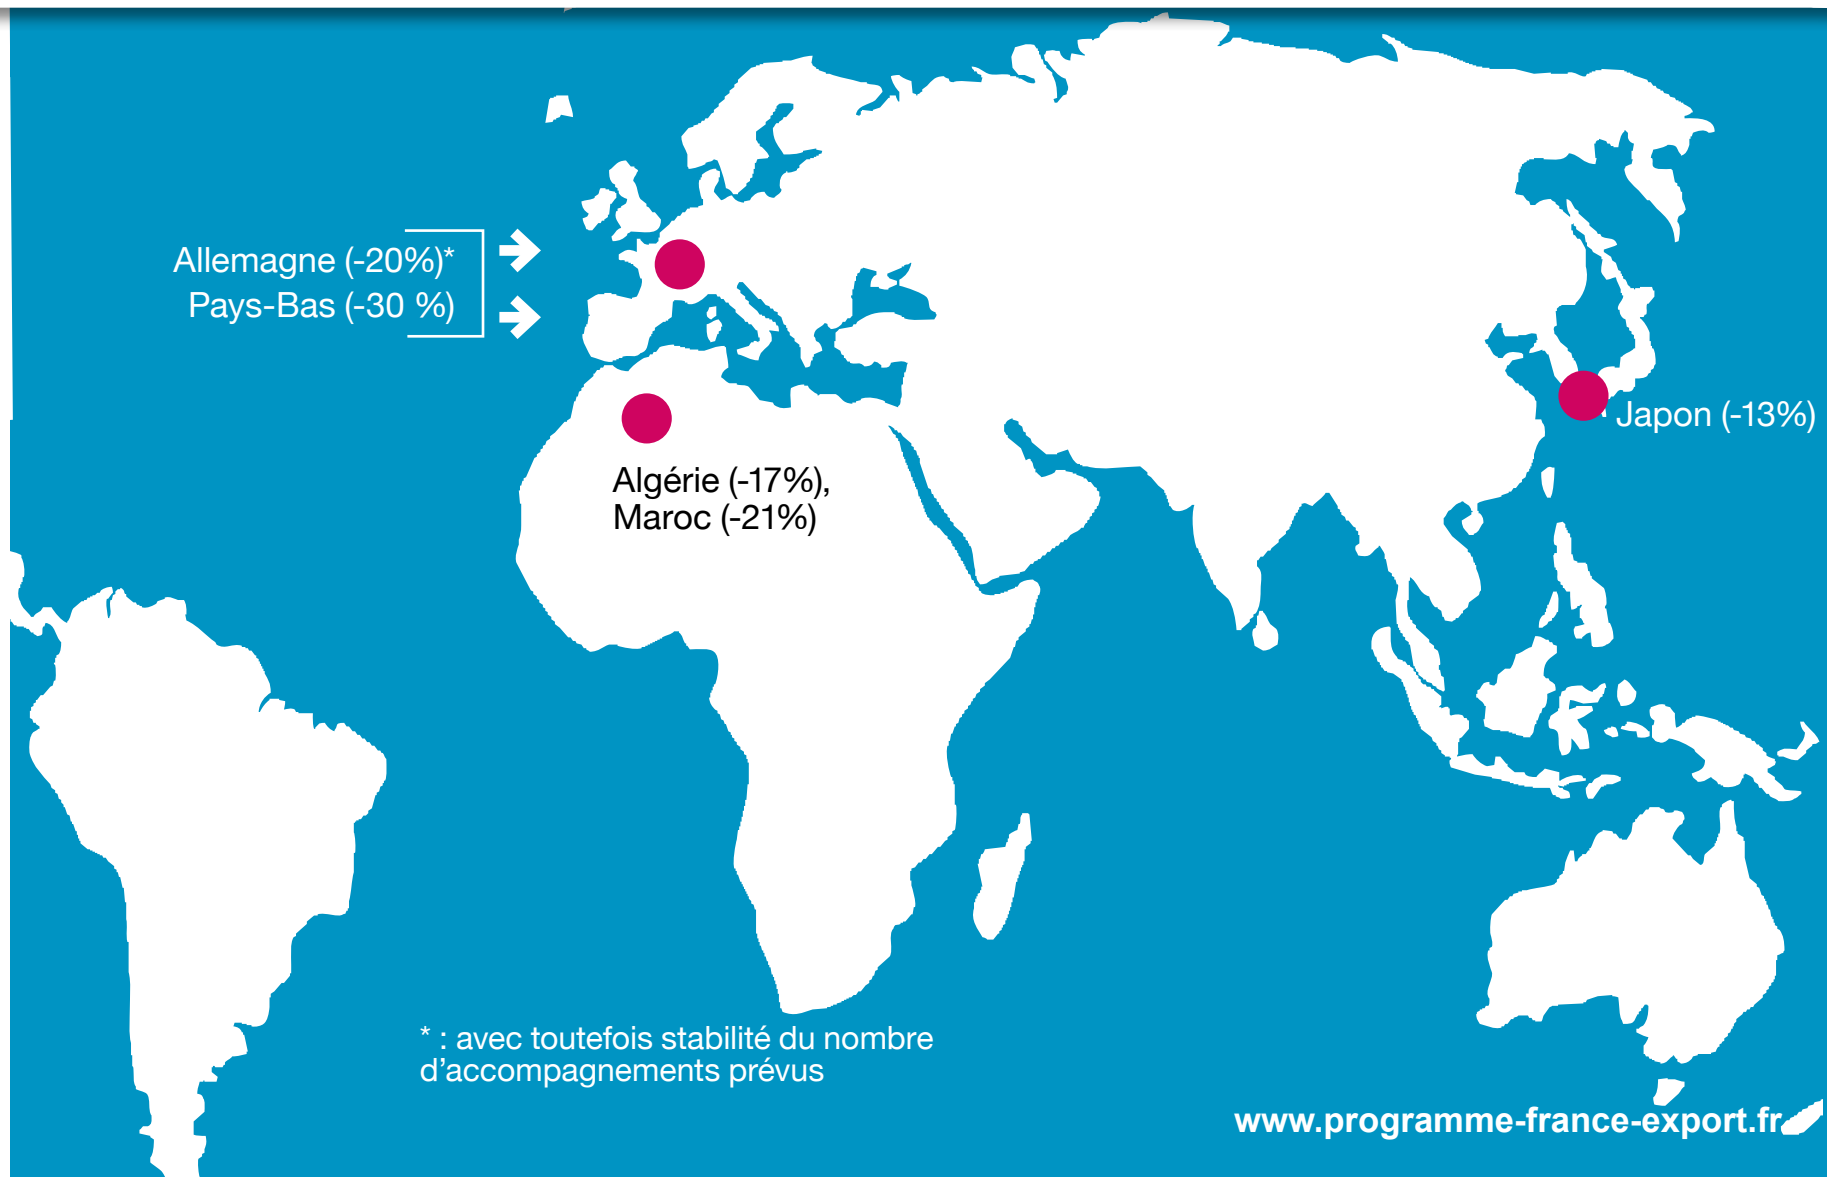 Allemagne (-20%)*
Pays-Bas (-30 %)
Japon (-13%)
Algérie (-17%),
Maroc (-21%)
* : avec toutefois stabilité du nombre
d'accompagnements prévus
www.programme-france-export.fr